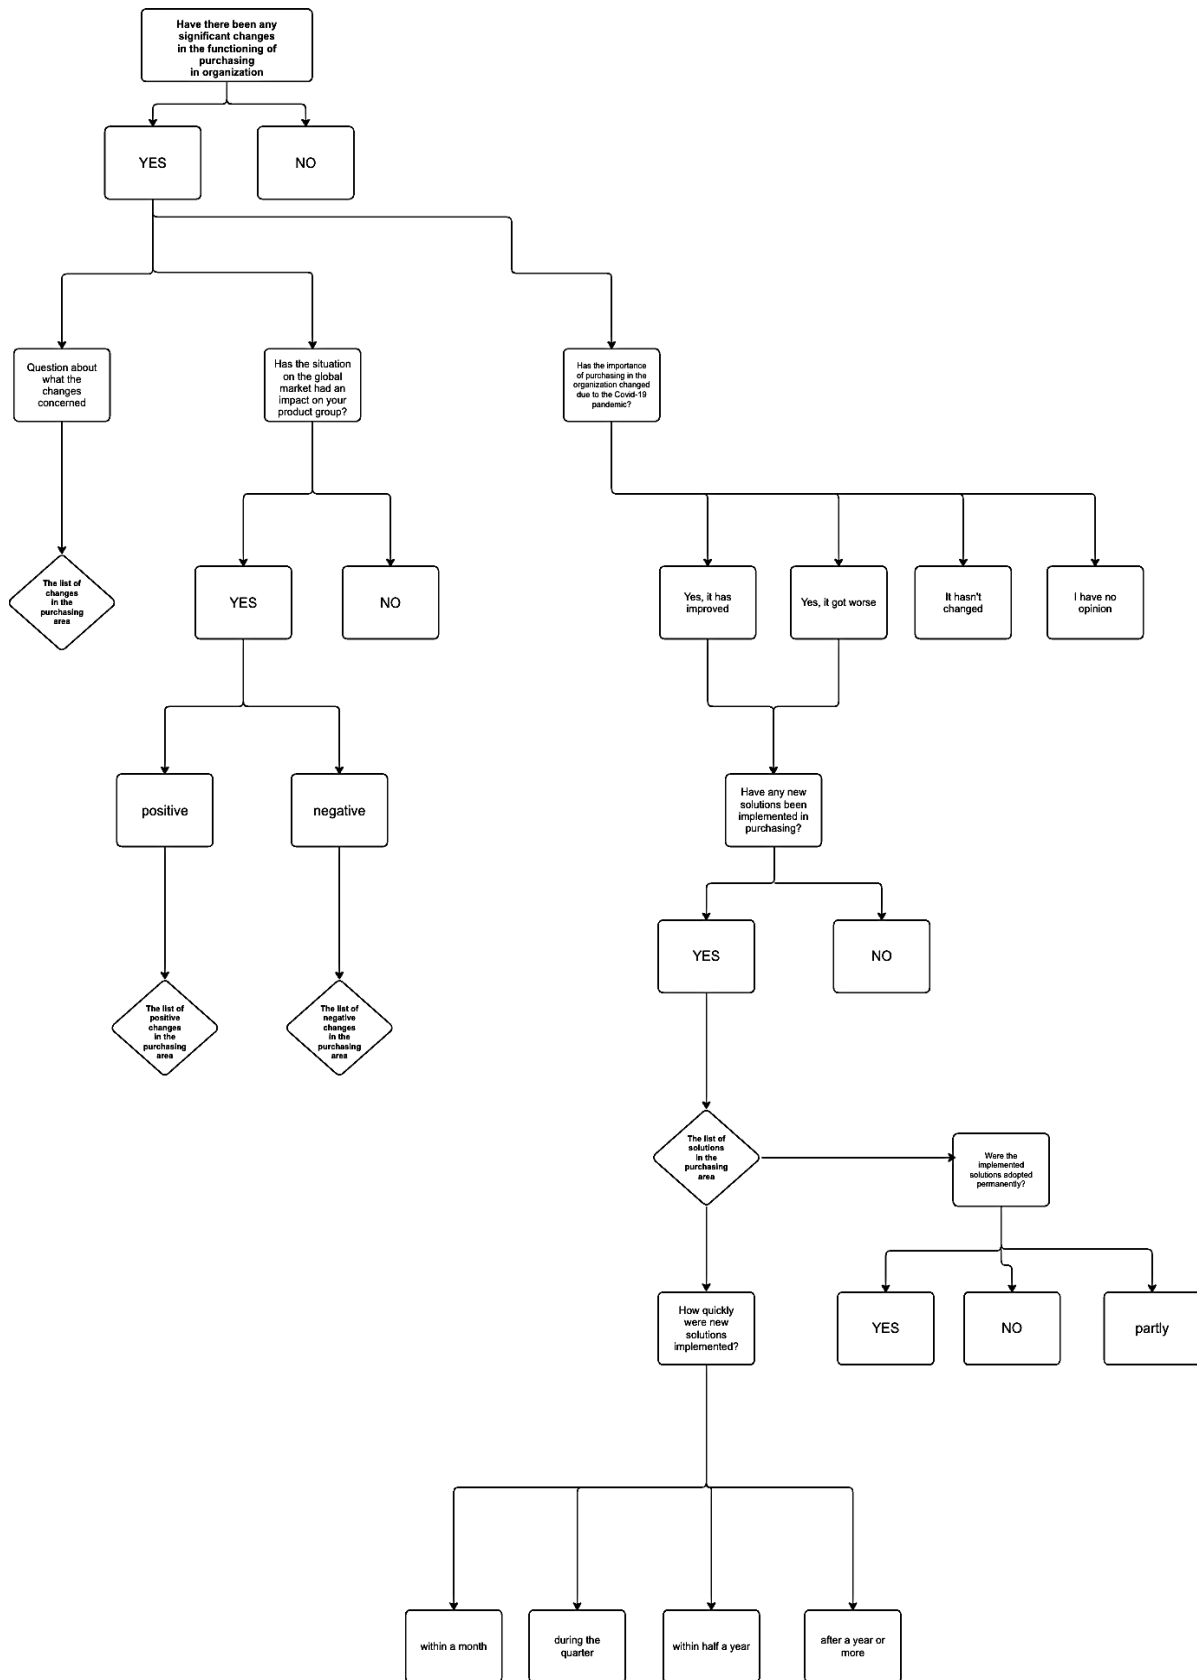 Have there been any
significant changes
in the functioning of
purchasing
in organization
YES
NO
Question about
what the
changes
concerned
Has the situation
on the global
market had an
impact on your
product group?
Has the importance
of purchasing in the
organization changed
due to the Covid-19
pandemic?
The list of
changes
in the
purchasing
area
YES
NO
Yes, it has
improved
Yes, it got worse
It hasn't
changed
I have no
opinion
positive
negative
Have any new
solutions been
implemented in
purchasing?
YES
NO
The list of
positive
changes
in the
purchasing
area
The list of
negative
changes
in the
purchasing
area
The list of
solutions
in the
purchasing
area
Were the
implemented
solutions adopted
permanently?
How quickly
were new
solutions
implemented?
YES
NO
partly
within a month
during the
quarter
within half a year
after a year or
more